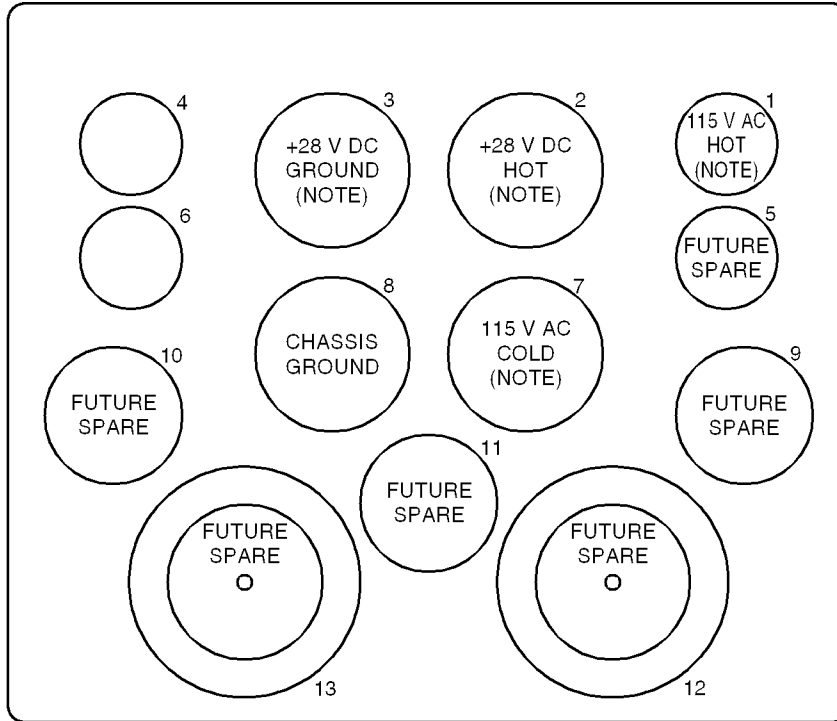 4
3
2
1
+28 V DC
GROUND
(NOTE)
+28 V DC
HOT
(NOTE)
115 V AC
HOT
(NOTE)
6
5
FUTURE
SPARE
8
7
CHASSIS
GROUND
115 V AC
COLD
(NOTE)
10
9
FUTURE
SPARE
FUTURE
SPARE
11
FUTURE
SPARE
FUTURE
SPARE
FUTURE
SPARE
13
12